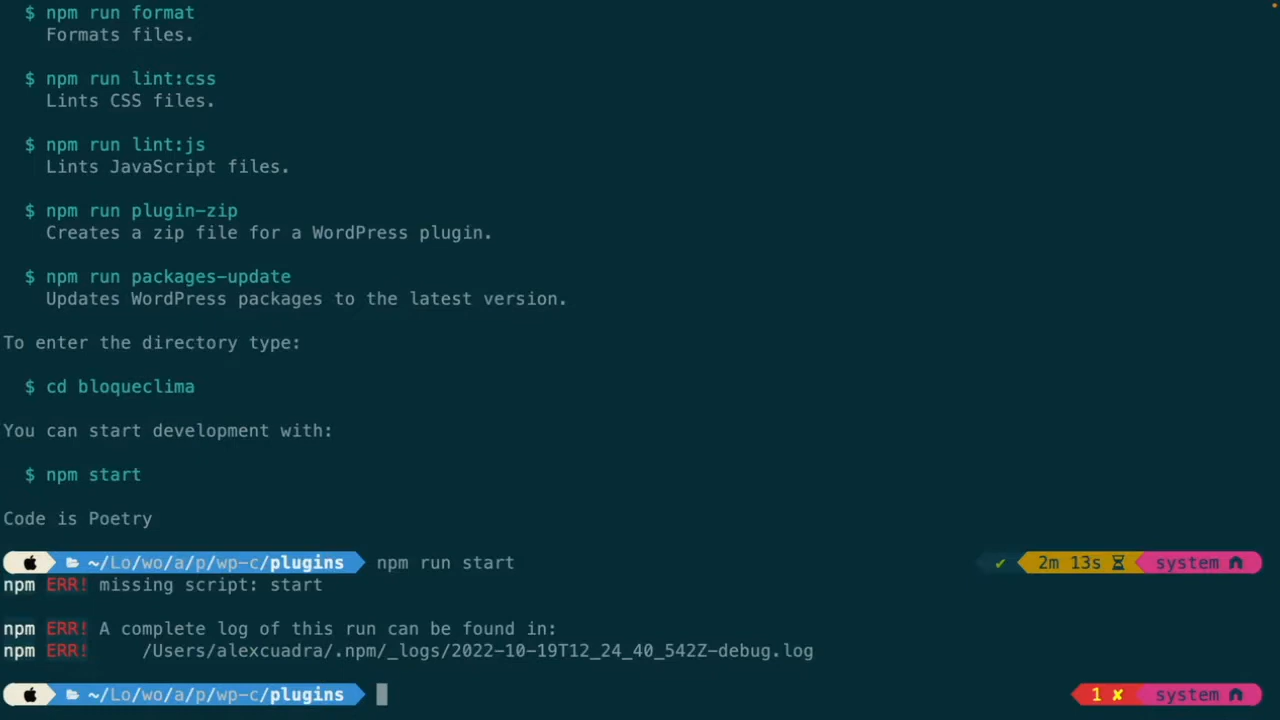 $ npm run format
Formats files.
$ npm run lint:css
Lints CSS files.
$ npm run lint:js
Lints JavaScript files.
$ npm run plugin-zip
Creates a zip file for a WordPress plugin.
$ npm run packages-update
Updates WordPress packages to the latest version.
To enter the directory type:
$ cd bloqueclima
You can start development with:
$ npm start
Code is Poetry
~/Lo/wo/a/p/wp-c/plugins npm run start ✔ 2m 13s system
npm ERR! missing script: start
npm ERR! A complete log of this run can be found in:
npm ERR! /Users/alexcuadra/.npm/_logs/2022-10-19T12_24_40_542Z-debug.log
~/Lo/wo/a/p/wp-c/plugins 1 ✘ system